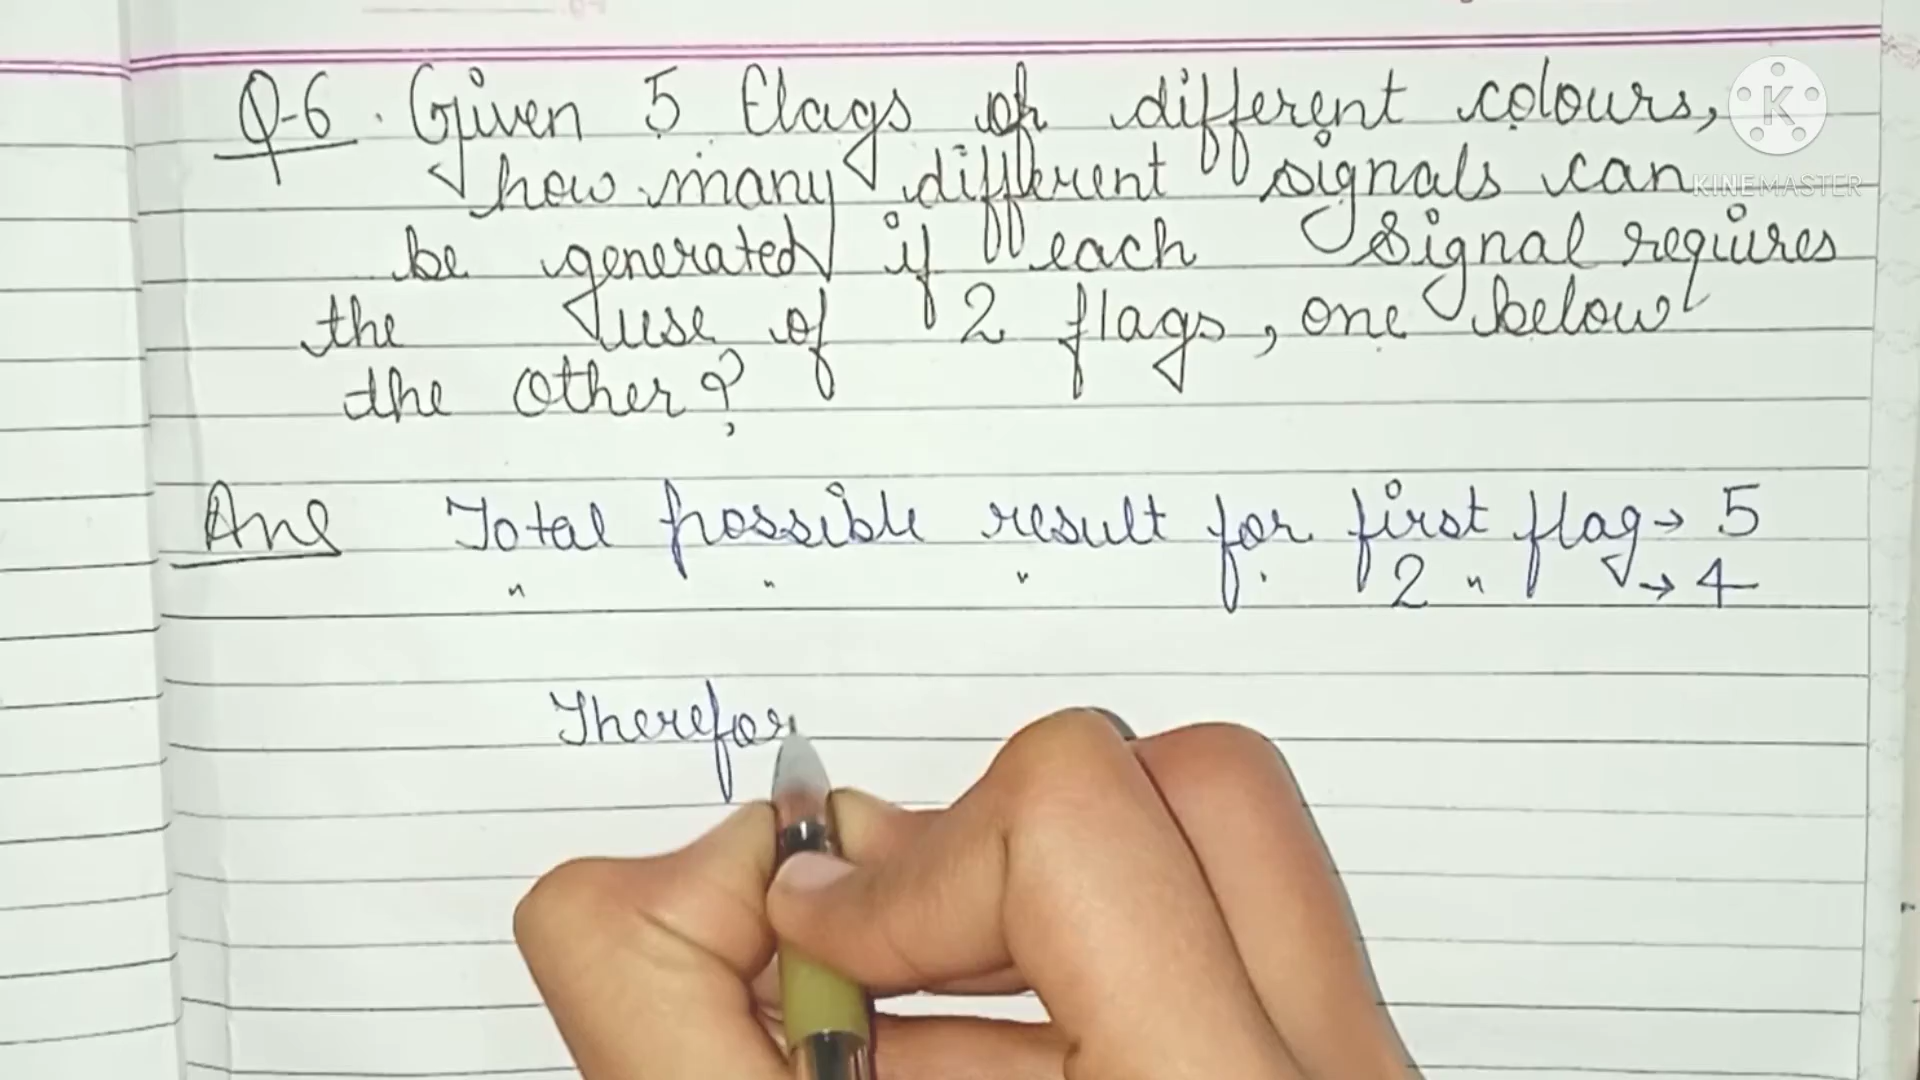 Q-6. Given 5 flags of different colours,
how many different signals can
be generated if each signal requires
the use of 2 flags, one below
the other?
Ans Total possible result for first flag → 5
" " " " 2 " → 4
Therefor
K
KINEMASTER